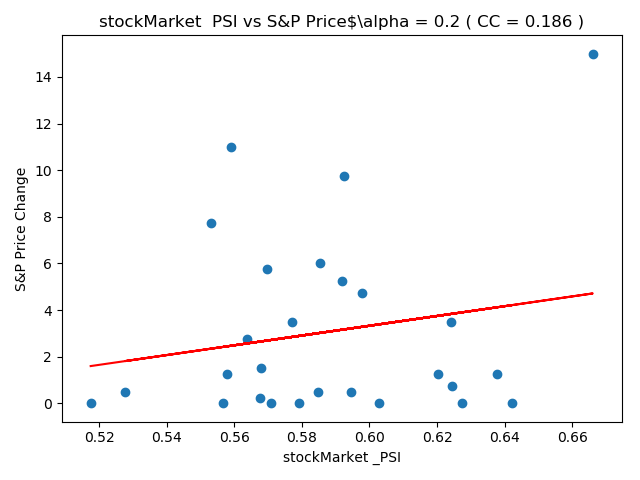 stockMarket  PSI vs S&P Price$\alpha = 0.2 ( CC = 0.186 )
14
12
10
8
6
4
2
0
S&P Price Change
0.52 0.54 0.56 0.58 0.60 0.62 0.64 0.66
stockMarket _PSI